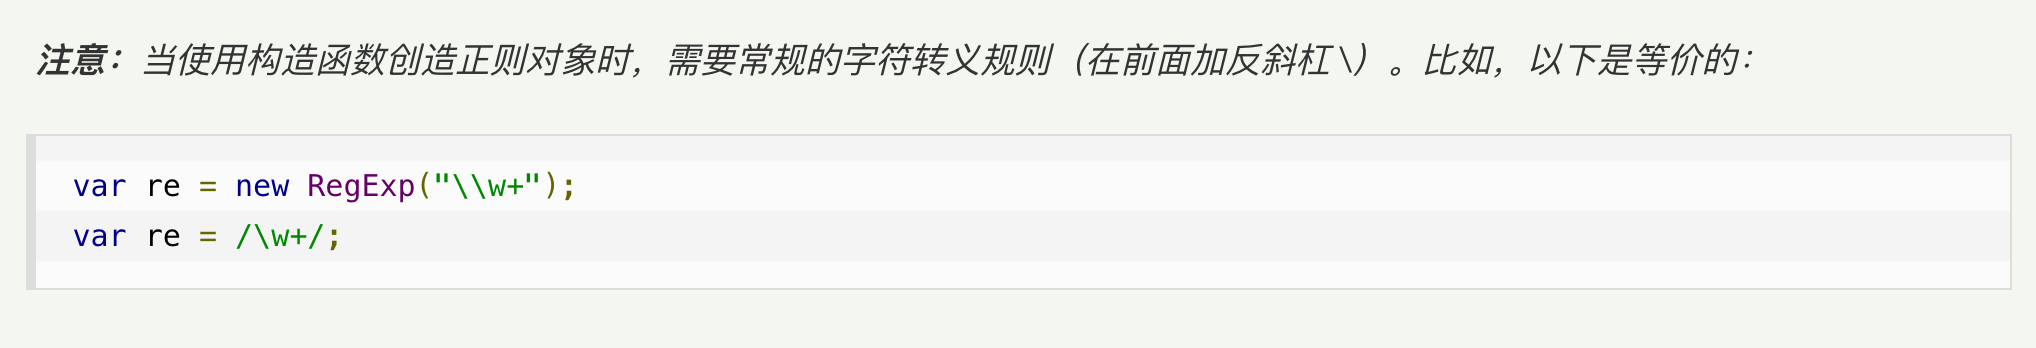 注意：当使用构造函数创造正则对象时，需要常规的字符转义规则（在前面加反斜杠\）。比如，以下是等价的：
var re = new RegExp("\\w+");
var re = /\w+/;